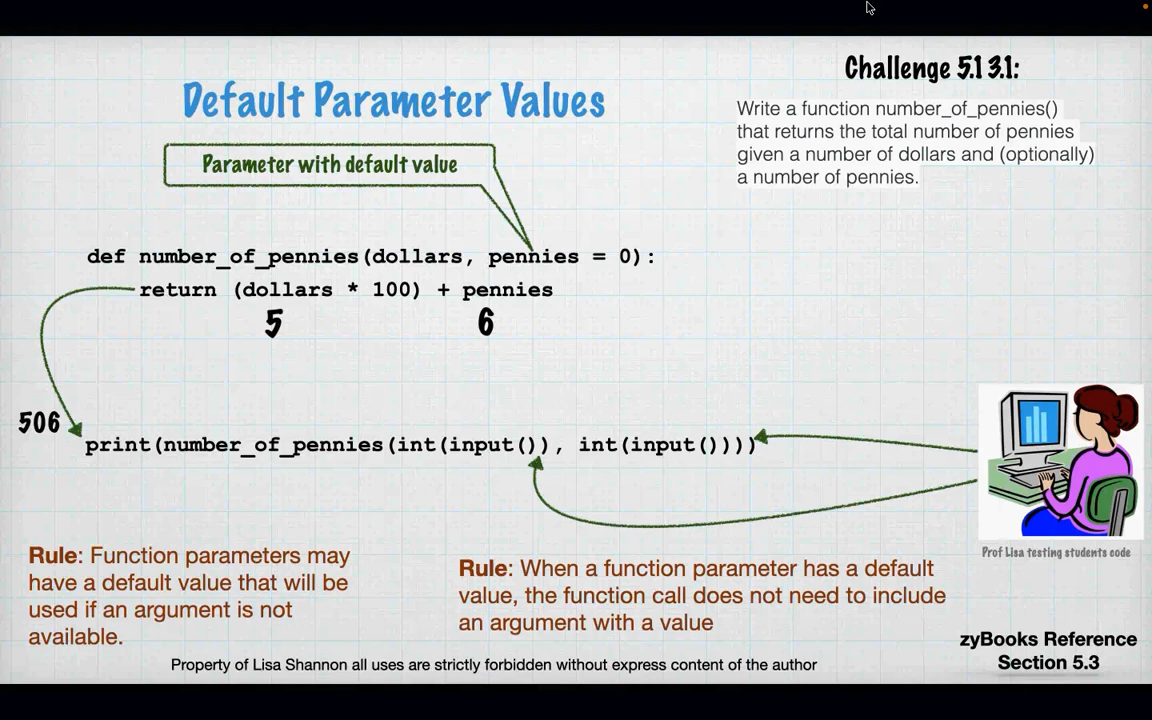 Challenge 5.13.1:
Default Parameter Values
Write a function number_of_pennies()
that returns the total number of pennies
given a number of dollars and (optionally)
a number of pennies.
Parameter with default value
def number_of_pennies(dollars, pennies = 0):
return (dollars * 100) + pennies
5 6
506
print(number_of_pennies(int(input()), int(input())))
Prof Lisa testing students code
Rule: Function parameters may
have a default value that will be
used if an argument is not
available.
Rule: When a function parameter has a default
value, the function call does not need to include
an argument with a value
zyBooks Reference
Section 5.3
Property of Lisa Shannon all uses are strictly forbidden without express content of the author